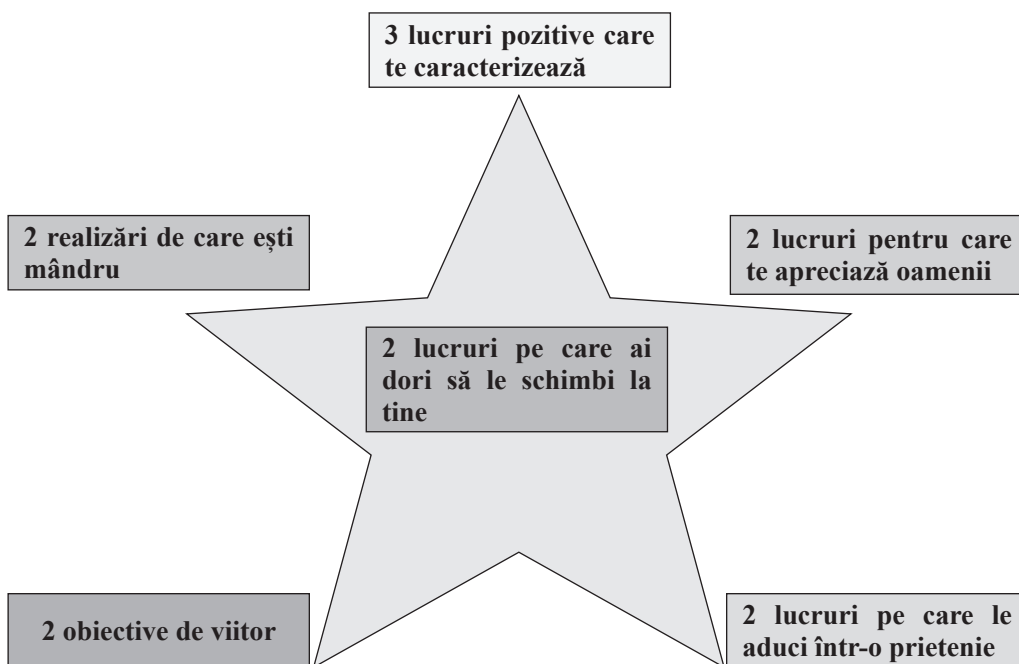 3 lucruri pozitive care
te caracterizează
2 realizări de care ești
mândru
2 lucruri pentru care
te apreciază oamenii
2 lucruri pe care ai
dori să le schimbi la
tine
2 obiective de viitor
2 lucruri pe care le
aduci într-o prietenie